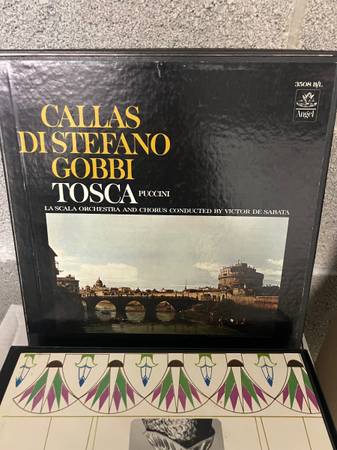 3508 B/L
Angel
CALLAS
DI STEFANO
GOBBI
TOSCA PUCCINI
LA SCALA ORCHESTRA AND CHORUS CONDUCTED BY VICTOR DE SABATA